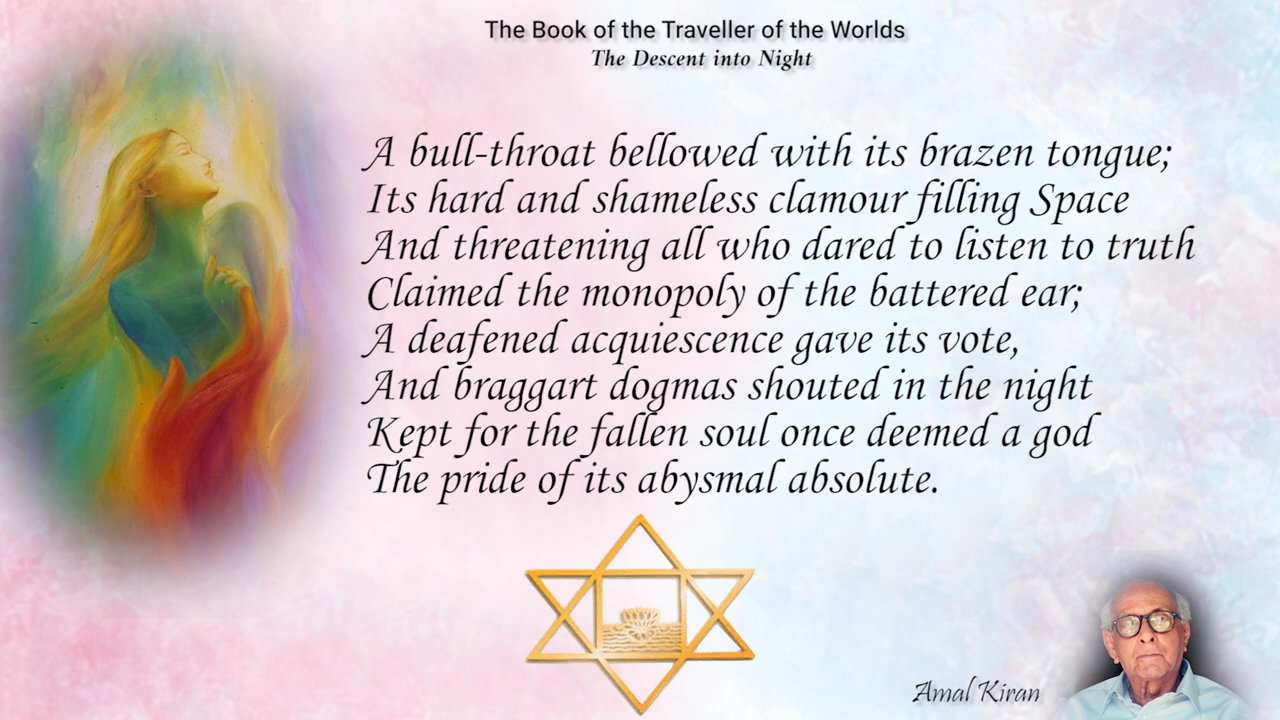 The Book of the Traveller of the Worlds
The Descent into Night
A bull-throat bellowed with its brazen tongue;
Its hard and shameless clamour filling Space
And threatening all who dared to listen to truth
Claimed the monopoly of the battered ear;
A deafened acquiescence gave its vote,
And braggart dogmas shouted in the night
Kept for the fallen soul once deemed a god
The pride of its abysmal absolute.
Amal Kiran